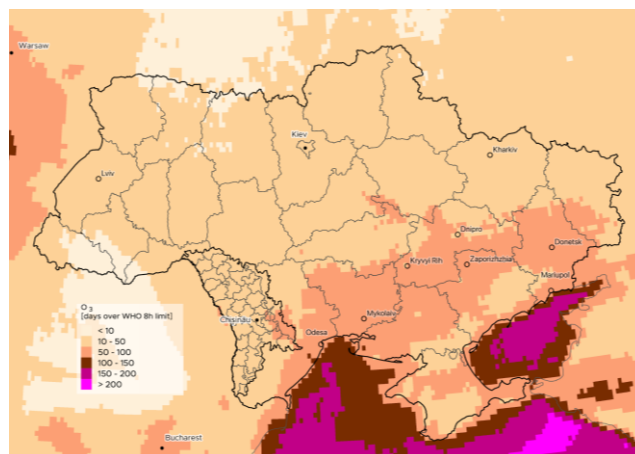 Warsaw
Kiev
Kharkiv
Lviv
Dnipro
Donetsk
Kryvyi Rih
Zaporizhzhia
Mariupol
O3
[days over WHO 8h limit]
< 10
10 - 50
50 - 100
100 - 150
150 - 200
> 200
Mykolaiv
Chisinau
Odesa
Bucharest